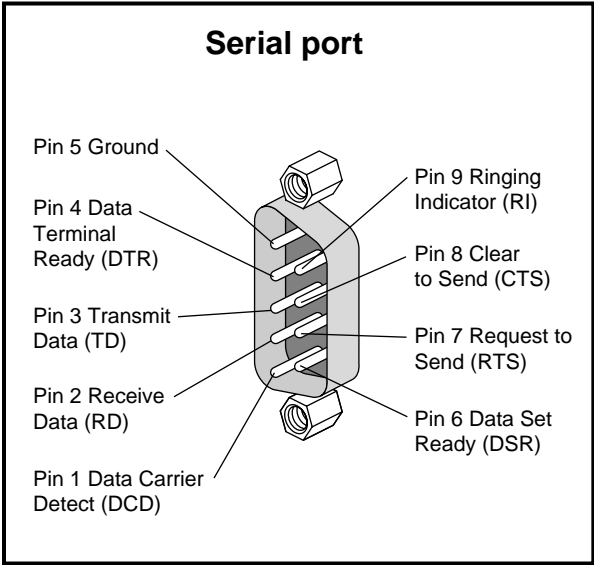 Serial port
Pin 5 Ground
Pin 4 Data
Terminal
Ready (DTR)
Pin 3 Transmit
Data (TD)
Pin 2 Receive
Data (RD)
Pin 1 Data Carrier
Detect (DCD)
Pin 9 Ringing
Indicator (RI)
Pin 8 Clear
to Send (CTS)
Pin 7 Request to
Send (RTS)
Pin 6 Data Set
Ready (DSR)